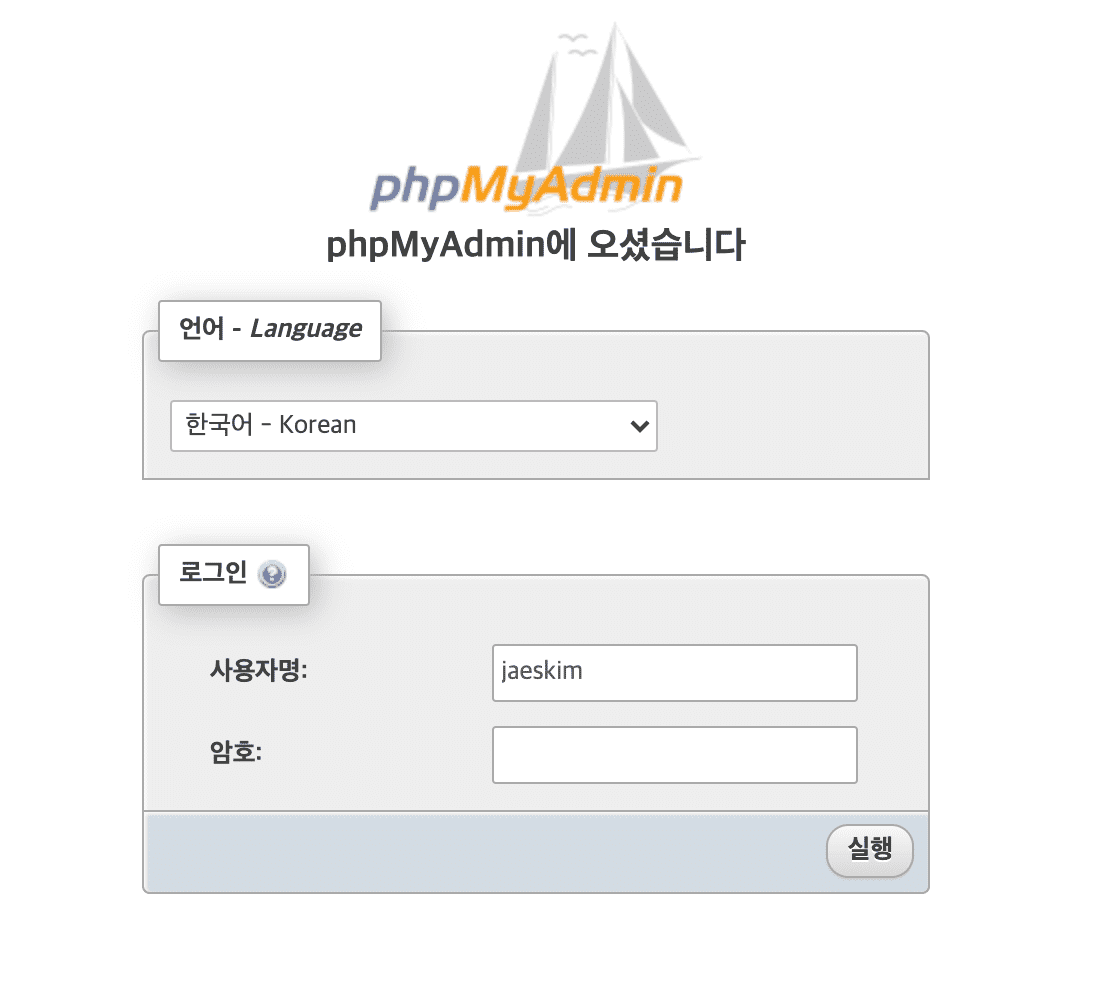 phpMyAdmin
phpMyAdmin에 오셨습니다
언어 - Language
한국어 - Korean
로그인
사용자명: jaeskim
암호:
실행